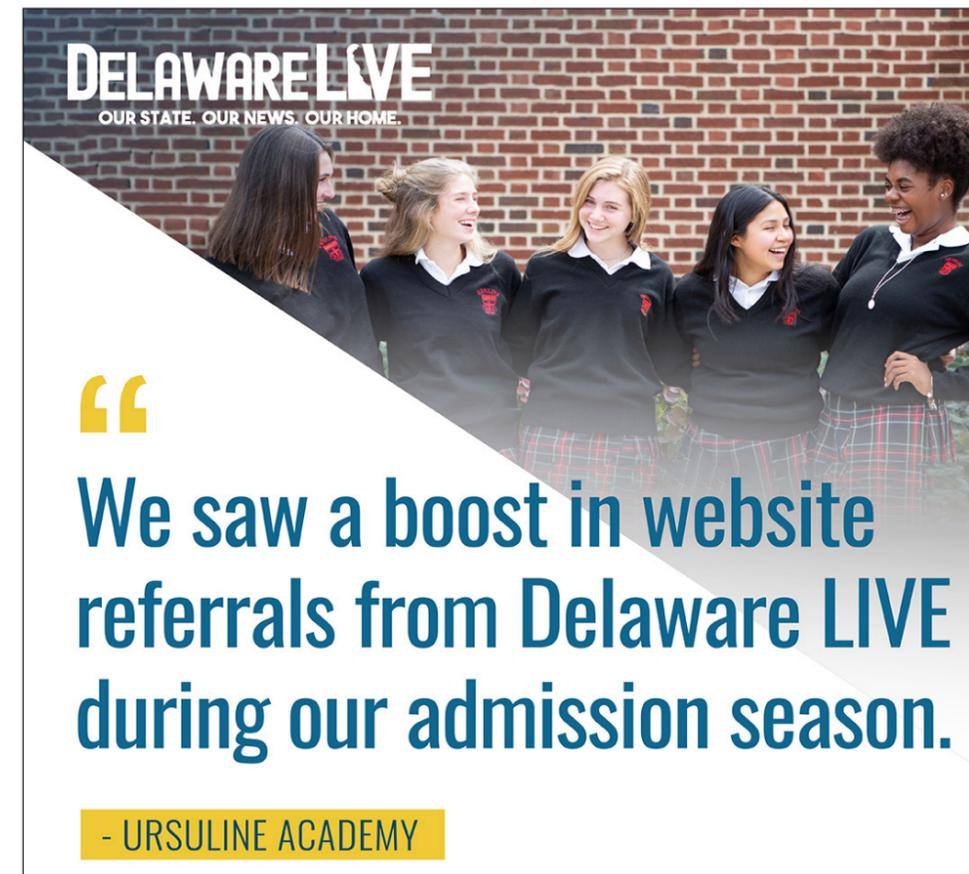 DELAWARE LIVE
OUR STATE. OUR NEWS. OUR HOME.
“
We saw a boost in website
referrals from Delaware LIVE
during our admission season.
- URSULINE ACADEMY